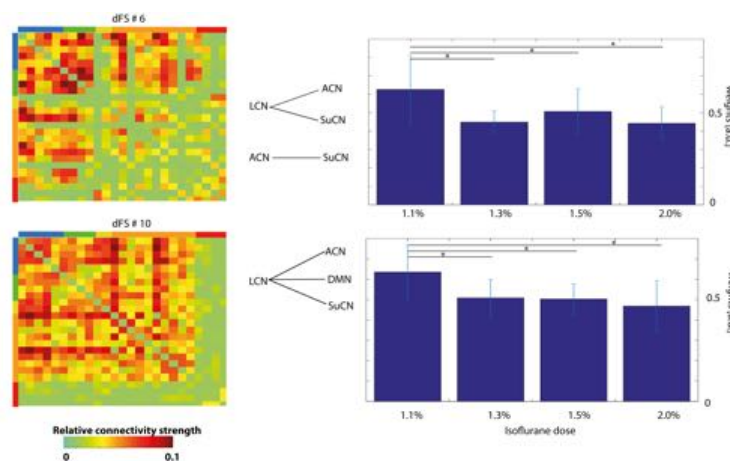 dFS # 6
LCN
ACN
SuCN
ACN
SuCN
*
*
*
0.5
0
1.1%
1.3%
1.5%
2.0%
dFS # 10
LCN
ACN
DMN
SuCN
0.5
0
1.1%
1.3%
1.5%
2.0%
Isoflurane dose
Relative connectivity strength
0
0.1